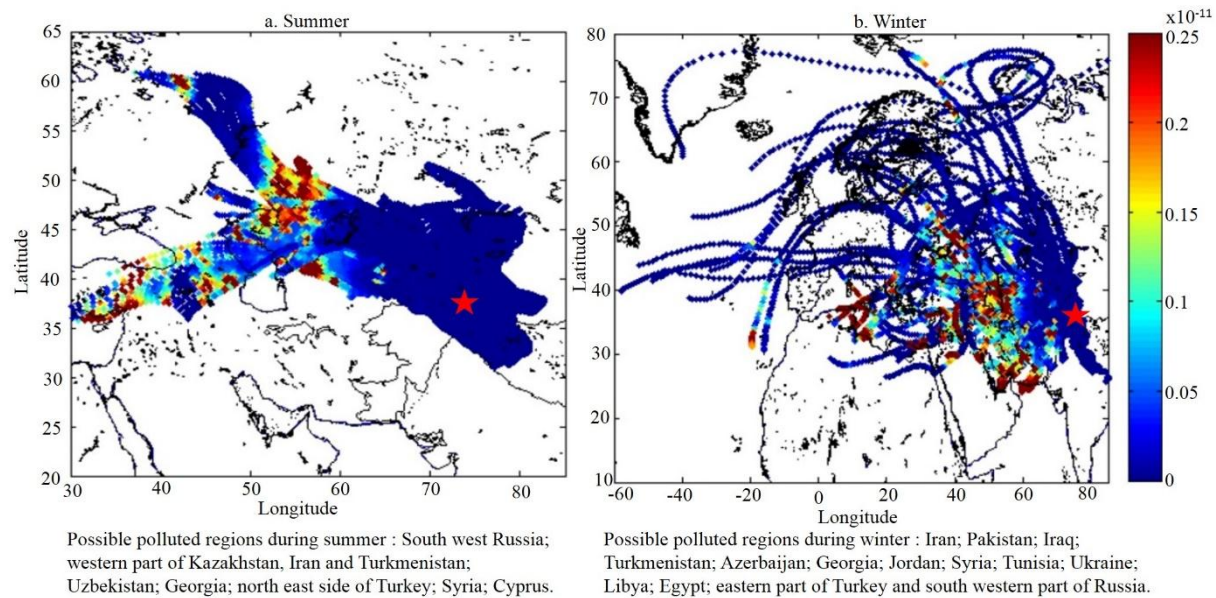 a. Summer
65
60
55
50
45
40
35
30
25
20
Latitude
30 40 50 60 70 80
Longitude
b. Winter
80
70
60
50
40
30
20
10
Latitude
-60 -40 -20 0 20 40 60 80
Longitude
x10⁻¹¹
0.25
0.2
0.15
0.11
0.05
0
Possible polluted regions during summer : South west Russia;
western part of Kazakhstan, Iran and Turkmenistan;
Uzbekistan; Georgia; north east side of Turkey; Syria; Cyprus.
Possible polluted regions during winter : Iran; Pakistan; Iraq;
Turkmenistan; Azerbaijan; Georgia; Jordan; Syria; Tunisia; Ukraine;
Libya; Egypt; eastern part of Turkey and south western part of Russia.